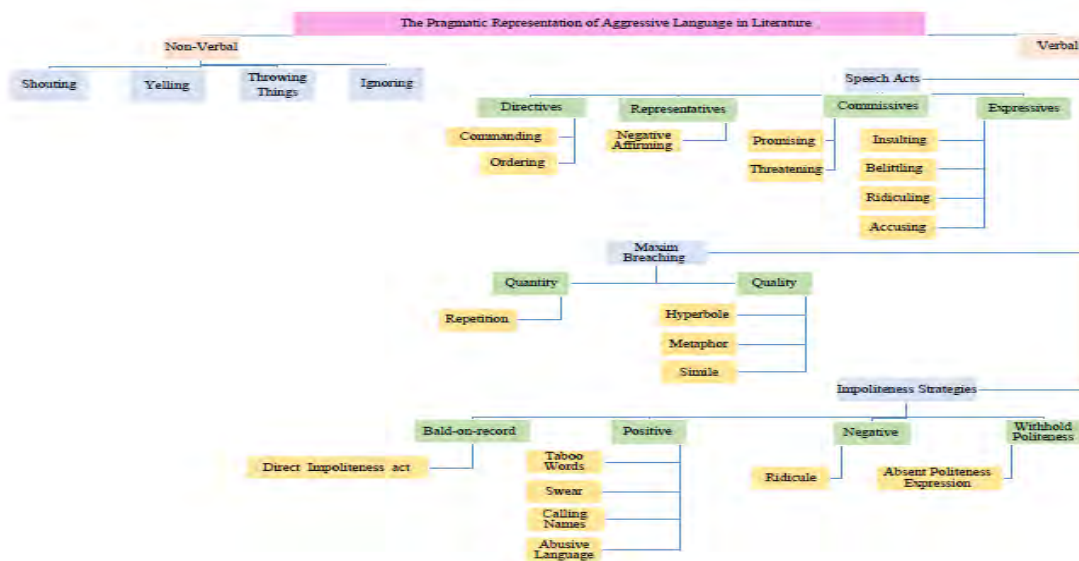 The Pragmatic Representation of Aggressive Language in Literature
Non-Verbal
Verbal
Shouting
Yelling
Throwing
Things
Ignoring
Speech Acts
Directives
Representatives
Commissives
Expressives
Commanding
Ordering
Negative
Affirming
Promising
Threatening
Insulting
Belittling
Ridiculing
Accusing
Maxim
Breaching
Quantity
Quality
Repetition
Hyperbole
Metaphor
Simile
Impoliteness Strategies
Bald-on-record
Positive
Negative
Withhold
Politeness
Direct Impoliteness act
Taboo
Words
Swear
Calling
Names
Abusive
Language
Ridicule
Absent Politeness
Expression